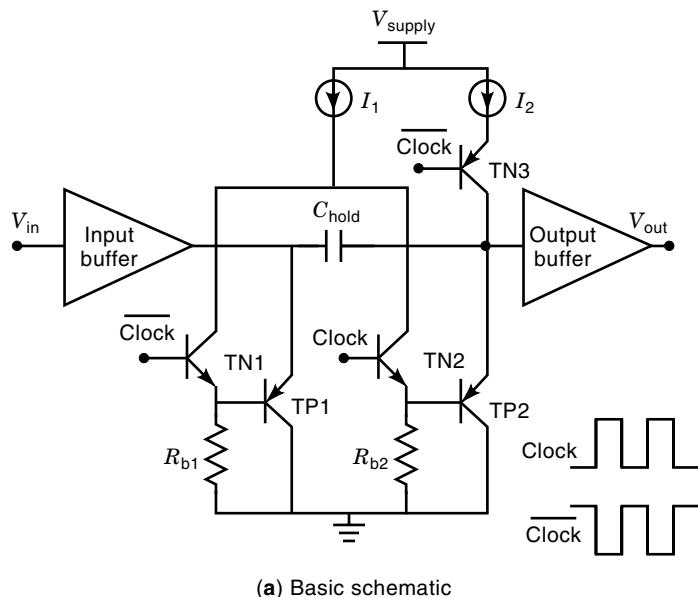 V_supply
I_1
I_2
Clock
TN3
C_hold
V_in
Input
buffer
Output
buffer
V_out
Clock
TN1
TP1
Clock
TN2
TP2
R_b1
R_b2
Clock
Clock
(a) Basic schematic